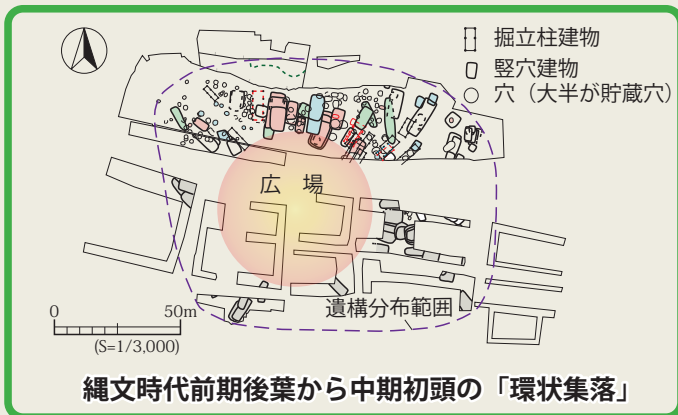 掘立柱建物
竪穴建物
穴（大半が貯蔵穴）
広 場
0 50m
(S=1/3,000)
遺構分布範囲
縄文時代前期後葉から中期初頭の「環状集落」